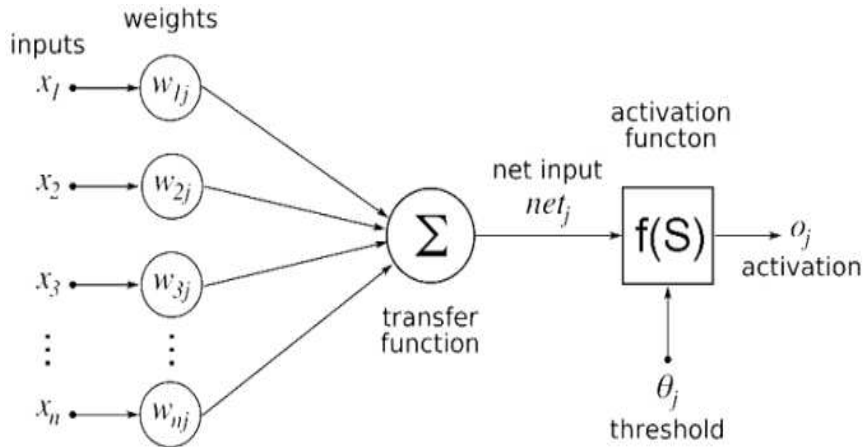 inputs
weights
x₁
w₁ⱼ
x₂
w₂ⱼ
x₃
w₃ⱼ
⋮
⋮
xₙ
wₙⱼ
Σ
transfer
function
net input
netⱼ
activation
functon
f(S)
oⱼ
activation
θⱼ
threshold